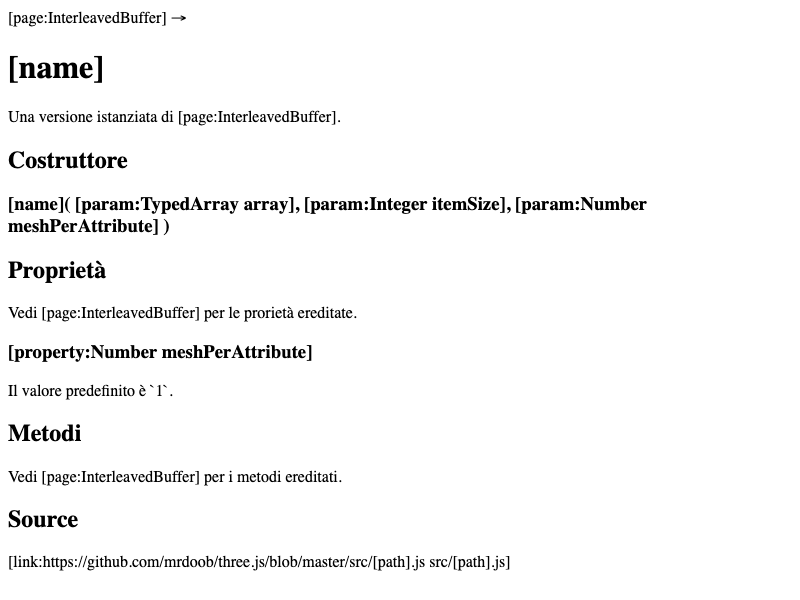 [page:InterleavedBuffer] →
[name]
Una versione istanziata di [page:InterleavedBuffer].
Costruttore
[name]( [param:TypedArray array], [param:Integer itemSize], [param:Number
meshPerAttribute] )
Proprietà
Vedi [page:InterleavedBuffer] per le prorietà ereditate.
[property:Number meshPerAttribute]
Il valore predefinito è `1`.
Metodi
Vedi [page:InterleavedBuffer] per i metodi ereditati.
Source
[link:https://github.com/mrdoob/three.js/blob/master/src/[path].js src/[path].js]